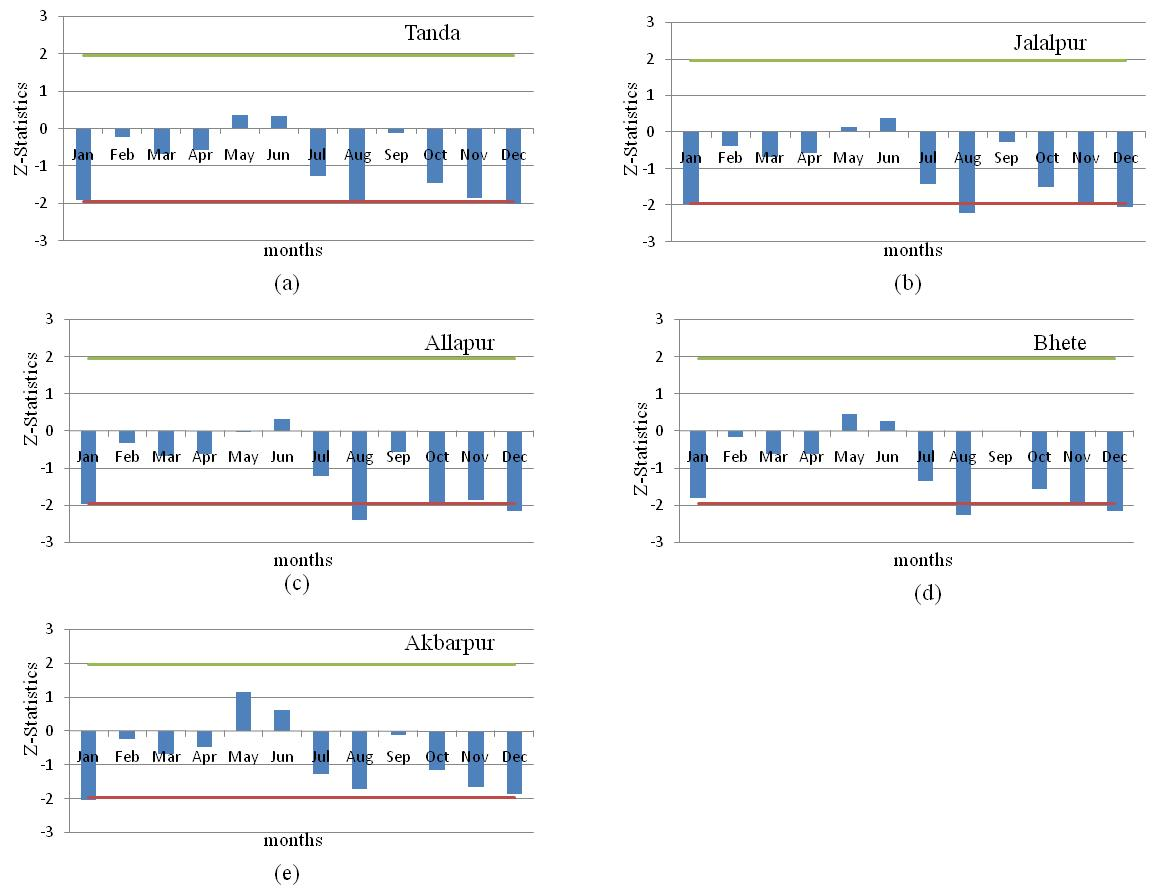 Tanda
Z-Statistics
3
2
1
0
-1
-2
-3
Jan Feb Mar Apr May Jun Jul Aug Sep Oct Nov Dec
months
(a)
Jalalpur
Z-Statistics
3
2
1
0
-1
-2
-3
Jan Feb Mar Apr May Jun Jul Aug Sep Oct Nov Dec
months
(b)
Allapur
Z-Statistics
3
2
1
0
-1
-2
-3
Jan Feb Mar Apr May Jun Jul Aug Sep Oct Nov Dec
months
(c)
Bhete
Z-Statistics
3
2
1
0
-1
-2
-3
Jan Feb Mar Apr May Jun Jul Aug Sep Oct Nov Dec
months
(d)
Akbarpur
Z-Statistics
3
2
1
0
-1
-2
-3
Jan Feb Mar Apr May Jun Jul Aug Sep Oct Nov Dec
months
(e)